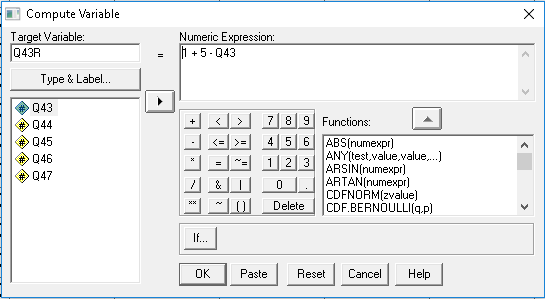 Compute Variable
Target Variable:
Q43R
=
Numeric Expression:
1 + 5 - Q43
Type & Label...
Q43
Q44
Q45
Q46
Q47
+ < > 7 8 9
- <= >= 4 5 6
* = ~= 1 2 3
/ & | 0 .
** ~ ( ) Delete
Functions:
ABS(numexpr)
ANY(test,value,value,...)
ARSIN(numexpr)
ARTAN(numexpr)
CDFNORM(zvalue)
CDF.BERNOULLI(q,p)
If...
OK Paste Reset Cancel Help